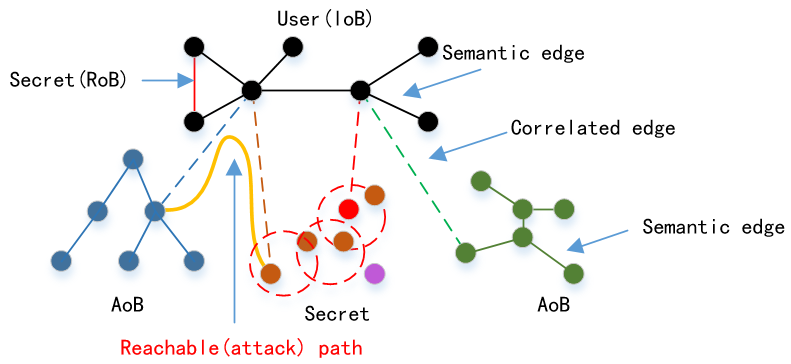 User(IoB)
Semantic edge
Secret(RoB)
Correlated edge
Semantic edge
AoB
Secret
AoB
Reachable(attack) path